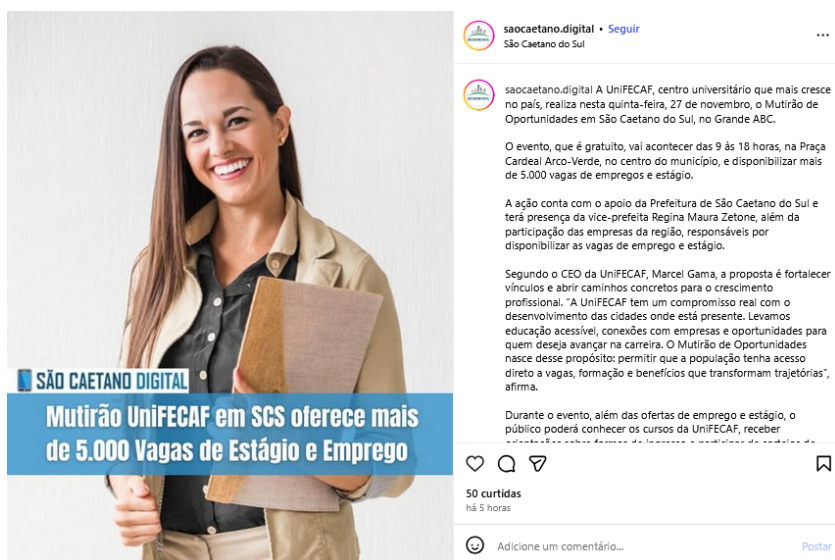 SÃO CAETANO DIGITAL
Mutirão UniFECAF em SCS oferece mais
de 5.000 Vagas de Estágio e Emprego
saocaetano.digital • Seguir
São Caetano do Sul
saocaetano.digital A UniFECAF, centro universitário que mais cresce
no país, realiza nesta quinta-feira, 27 de novembro, o Mutirão de
Oportunidades em São Caetano do Sul, no Grande ABC.
O evento, que é gratuito, vai acontecer das 9 às 18 horas, na Praça
Cardeal Arco-Verde, no centro do município, e disponibilizar mais
de 5.000 vagas de empregos e estágio.
A ação conta com o apoio da Prefeitura de São Caetano do Sul e
terá presença da vice-prefeita Regina Maura Zetone, além da
participação das empresas da região, responsáveis por
disponibilizar as vagas de emprego e estágio.
Segundo o CEO da UniFECAF, Marcel Gama, a proposta é fortalecer
vínculos e abrir caminhos concretos para o crescimento
profissional. “A UniFECAF tem um compromisso real com o
desenvolvimento das cidades onde está presente. Levamos
educação acessível, conexões com empresas e oportunidades para
quem deseja avançar na carreira. O Mutirão de Oportunidades
nasce desse propósito: permitir que a população tenha acesso
direto a vagas, formação e benefícios que transformam trajetórias”,
afirma.
Durante o evento, além das ofertas de emprego e estágio, o
público poderá conhecer os cursos da UniFECAF, receber
50 curtidas
há 5 horas
Adicione um comentário...
Postar